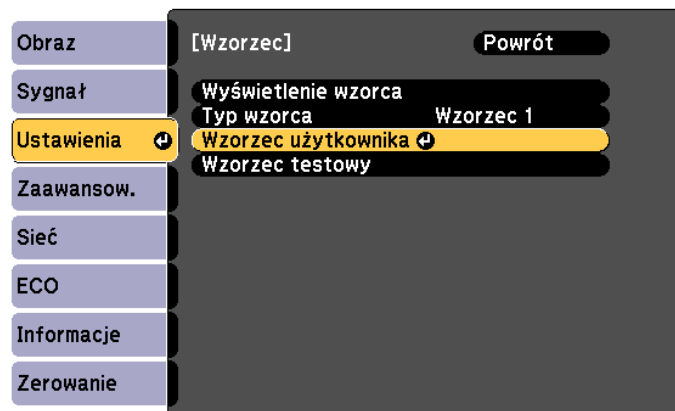 Obraz
Sygnał
Ustawienia
Zaawansow.
Sieć
ECO
Informacje
Zerowanie
[Wzorzec] Powrót
Wyświetlenie wzorca
Typ wzorca Wzorzec 1
Wzorzec użytkownika
Wzorzec testowy